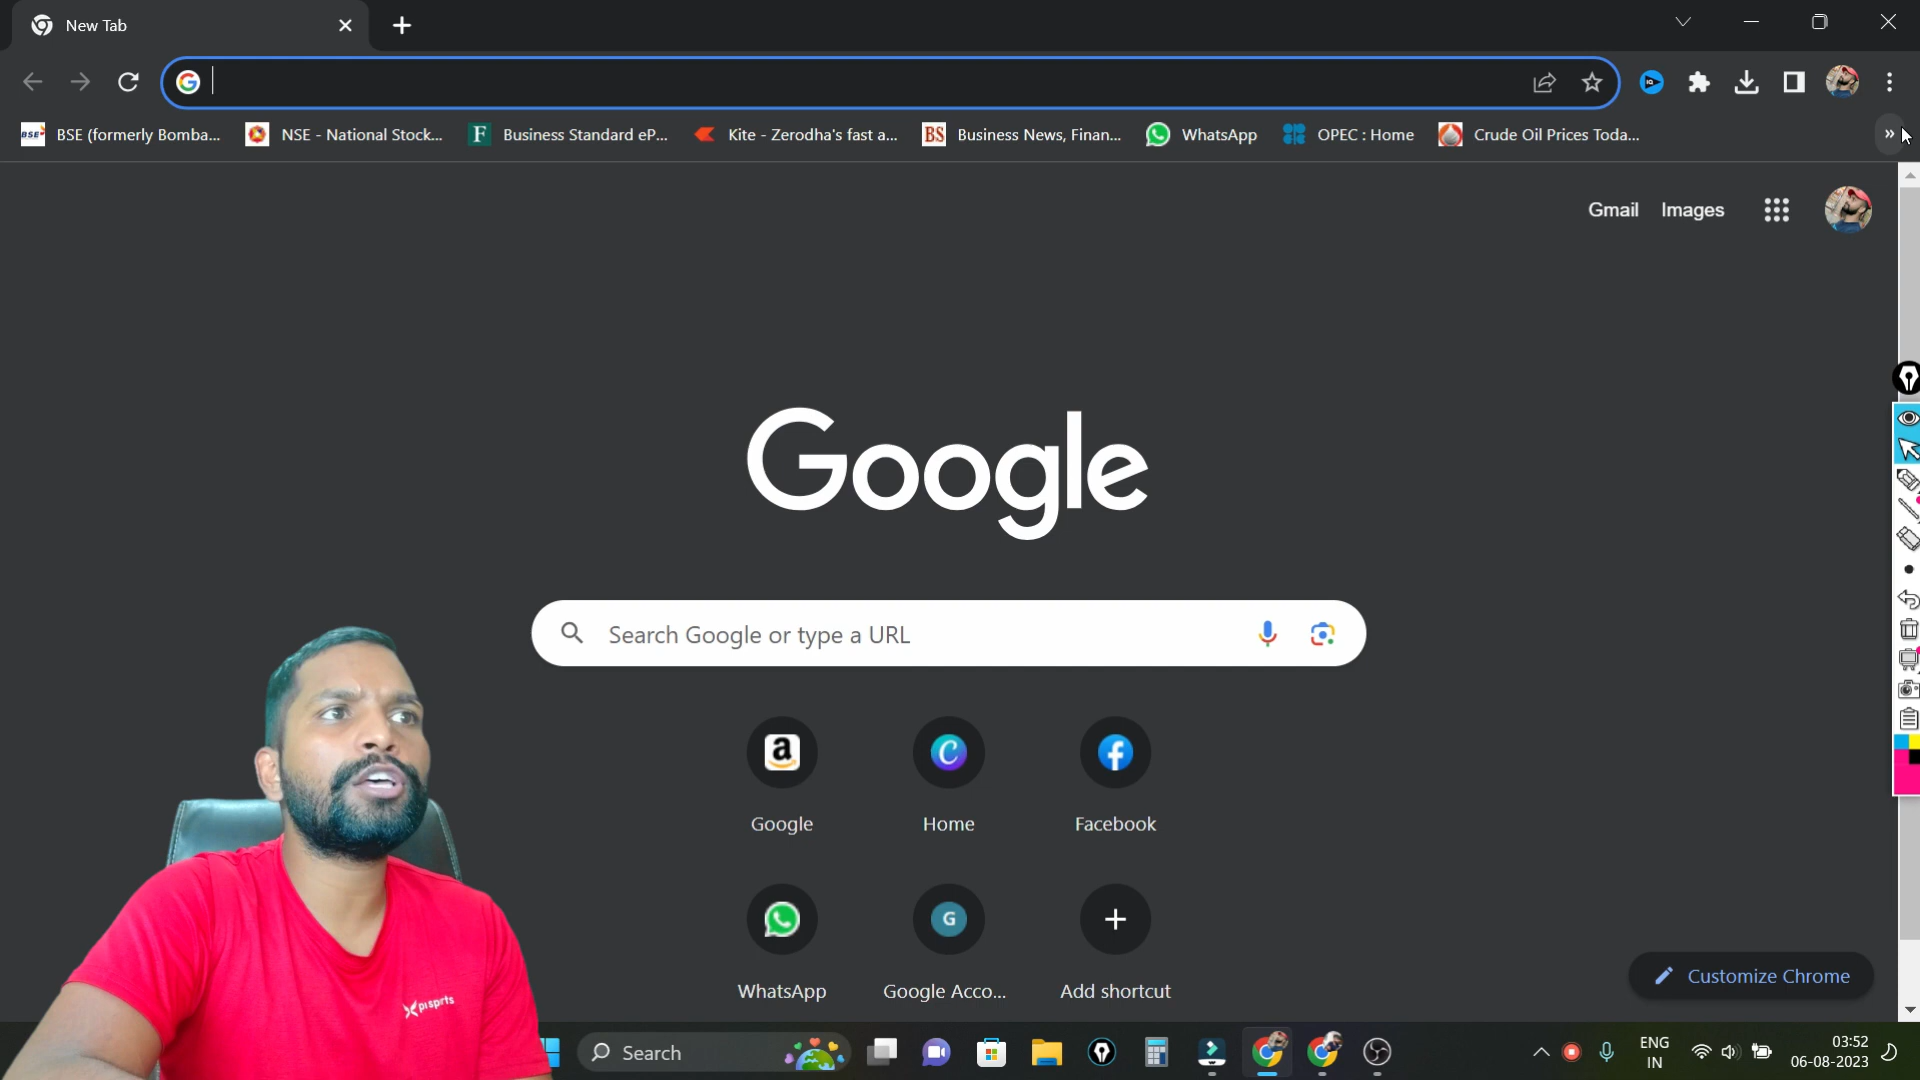 New Tab
BSE (formerly Bomba...
NSE - National Stock...
Business Standard eP...
Kite - Zerodha's fast a...
BS
Business News, Finan...
WhatsApp
OPEC : Home
Crude Oil Prices Toda...
Gmail
Images
Google
Search Google or type a URL
Google
Home
Facebook
WhatsApp
G
Google Acco...
Add shortcut
Customize Chrome
Search
ENG
IN
03:52
06-08-2023